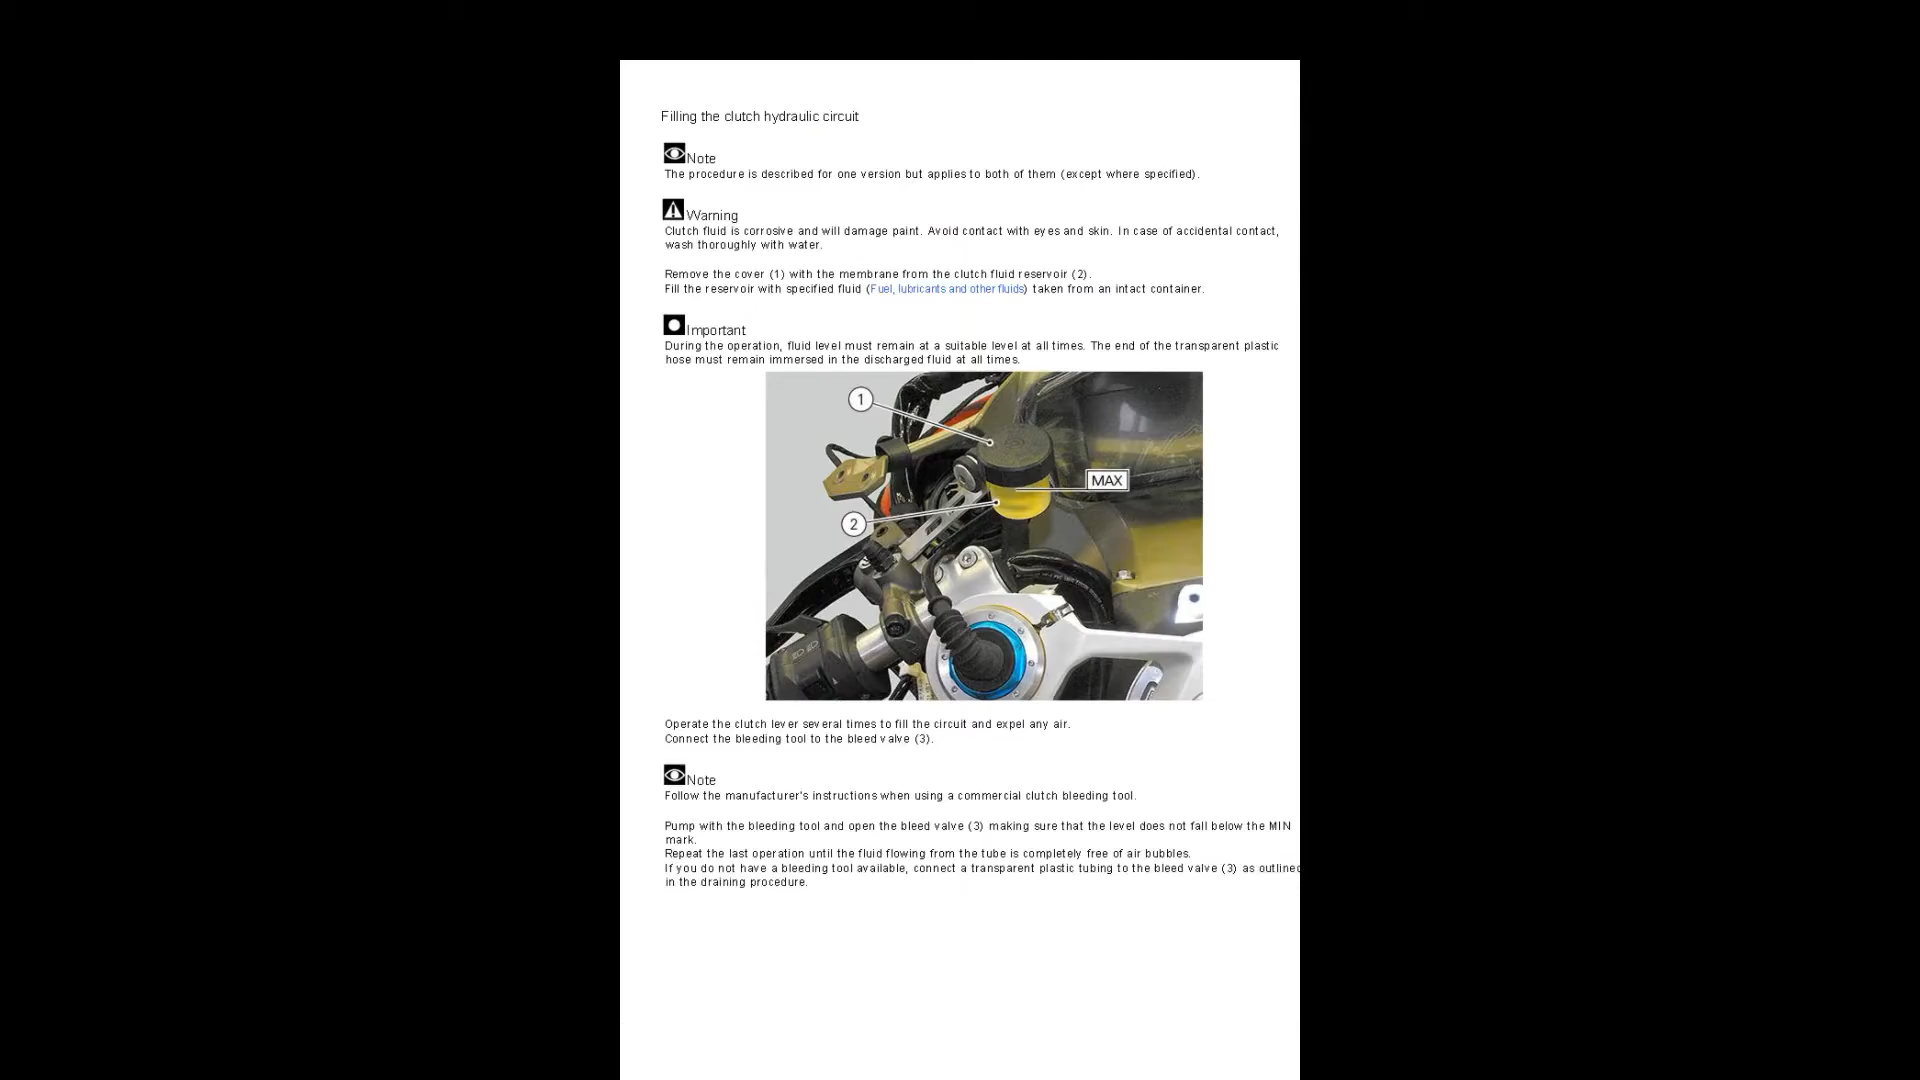 Filling the clutch hydraulic circuit
Note
The procedure is described for one version but applies to both of them (except where specified).
Warning
Clutch fluid is corrosive and will damage paint. Avoid contact with eyes and skin. In case of accidental contact,
wash thoroughly with water.
Remove the cover (1) with the membrane from the clutch fluid reservoir (2).
Fill the reservoir with specified fluid (Fuel, lubricants and other fluids) taken from an intact container.
Important
During the operation, fluid level must remain at a suitable level at all times. The end of the transparent plastic
hose must remain immersed in the discharged fluid at all times.
1
MAX
2
Operate the clutch lever several times to fill the circuit and expel any air.
Connect the bleeding tool to the bleed valve (3).
Note
Follow the manufacturer's instructions when using a commercial clutch bleeding tool.
Pump with the bleeding tool and open the bleed valve (3) making sure that the level does not fall below the MIN
mark.
Repeat the last operation until the fluid flowing from the tube is completely free of air bubbles.
If you do not have a bleeding tool available, connect a transparent plastic tubing to the bleed valve (3) as outlined
in the draining procedure.